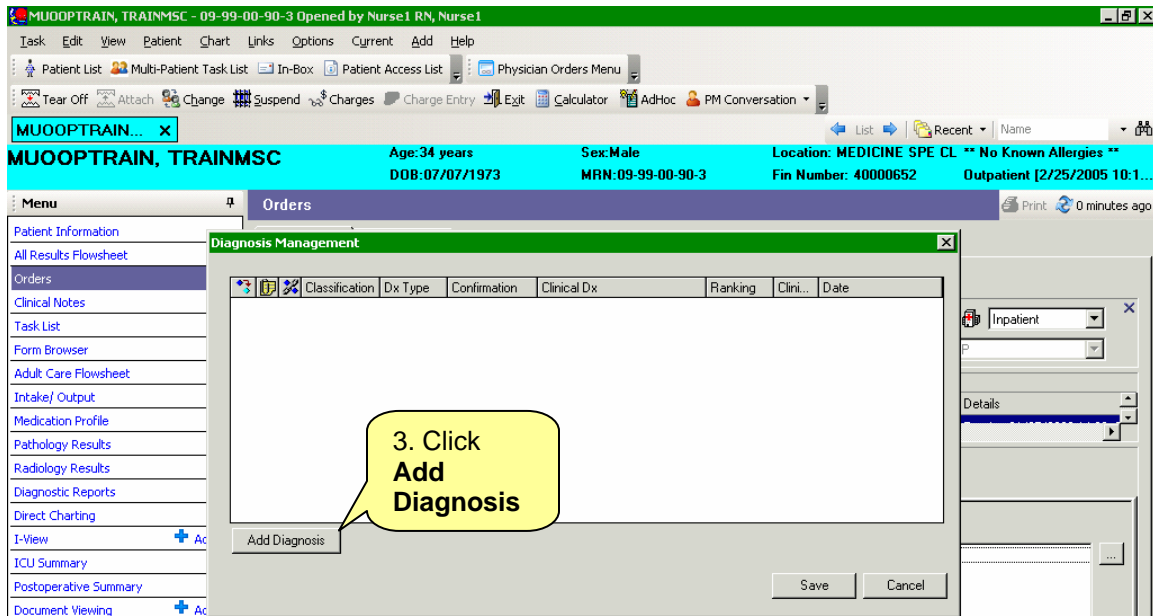 MUOOPTRAIN, TRAINMSC - 09-99-00-90-3 Opened by Nurse1 RN, Nurse1
Task Edit View Patient Chart Links Options Current Add Help
Patient List Multi-Patient Task List In-Box Patient Access List Physician Orders Menu
Tear Off Attach Change Suspend Charges Charge Entry Exit Calculator AdHoc PM Conversation
MUOOPTRAIN... List Recent Name
MUOOPTRAIN, TRAINMSC Age:34 years Sex:Male Location: MEDICINE SPE CL ** No Known Allergies **
DOB:07/07/1973 MRN:09-99-00-90-3 Fin Number: 40000652 Outpatient [2/25/2005 10:1...
Menu Orders Print 0 minutes ago
Patient Information
Diagnosis Management
All Results Flowsheet
Orders
Classification Dx Type Confirmation Clinical Dx Ranking Clini... Date
Clinical Notes
Inpatient
Task List
Form Browser
P
Adult Care Flowsheet
Intake/ Output
Details
Medication Profile
3. Click
Add
Diagnosis
Pathology Results
Radiology Results
Diagnostic Reports
Direct Charting
I-View
Add Diagnosis
...
ICU Summary
Postoperative Summary
Save Cancel
Document Viewing